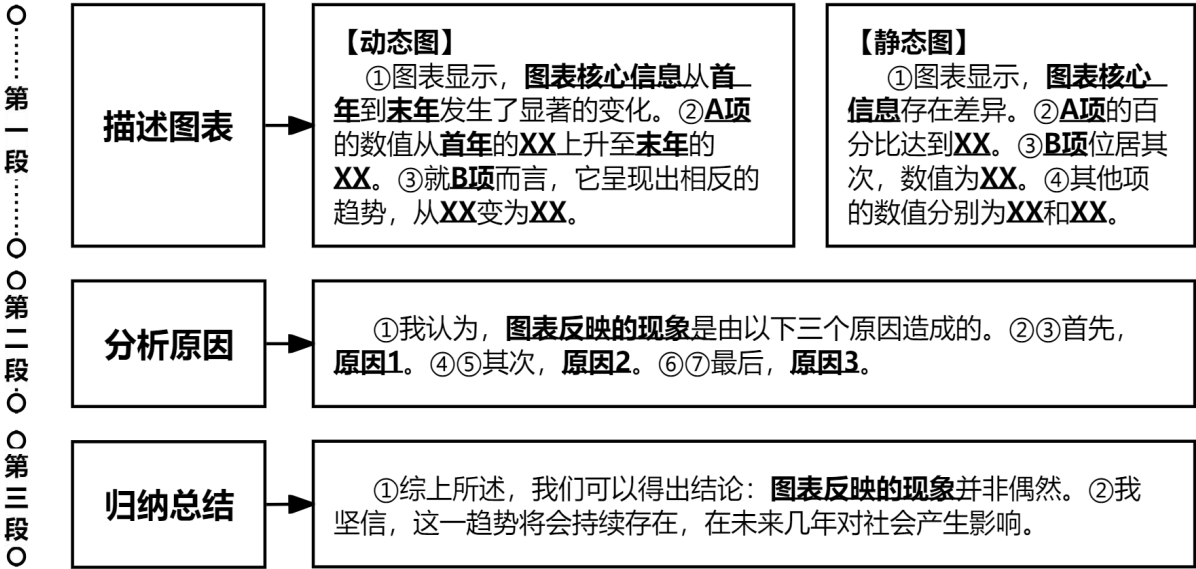 第一段
描述图表
【动态图】
①图表显示，图表核心信息从首
年到末年发生了显著的变化。②A项
的数值从首年的XX上升至末年的
XX。③就B项而言，它呈现出相反的
趋势，从XX变为XX。
【静态图】
①图表显示，图表核心
信息存在差异。②A项的百
分比达到XX。③B项位居其
次，数值为XX。④其他项
的数值分别为XX和XX。
第二段
分析原因
①我认为，图表反映的现象是由以下三个原因造成的。②③首先，
原因1。④⑤其次，原因2。⑥⑦最后，原因3。
第三段
归纳总结
①综上所述，我们可以得出结论：图表反映的现象并非偶然。②我
坚信，这一趋势将会持续存在，在未来几年对社会产生影响。